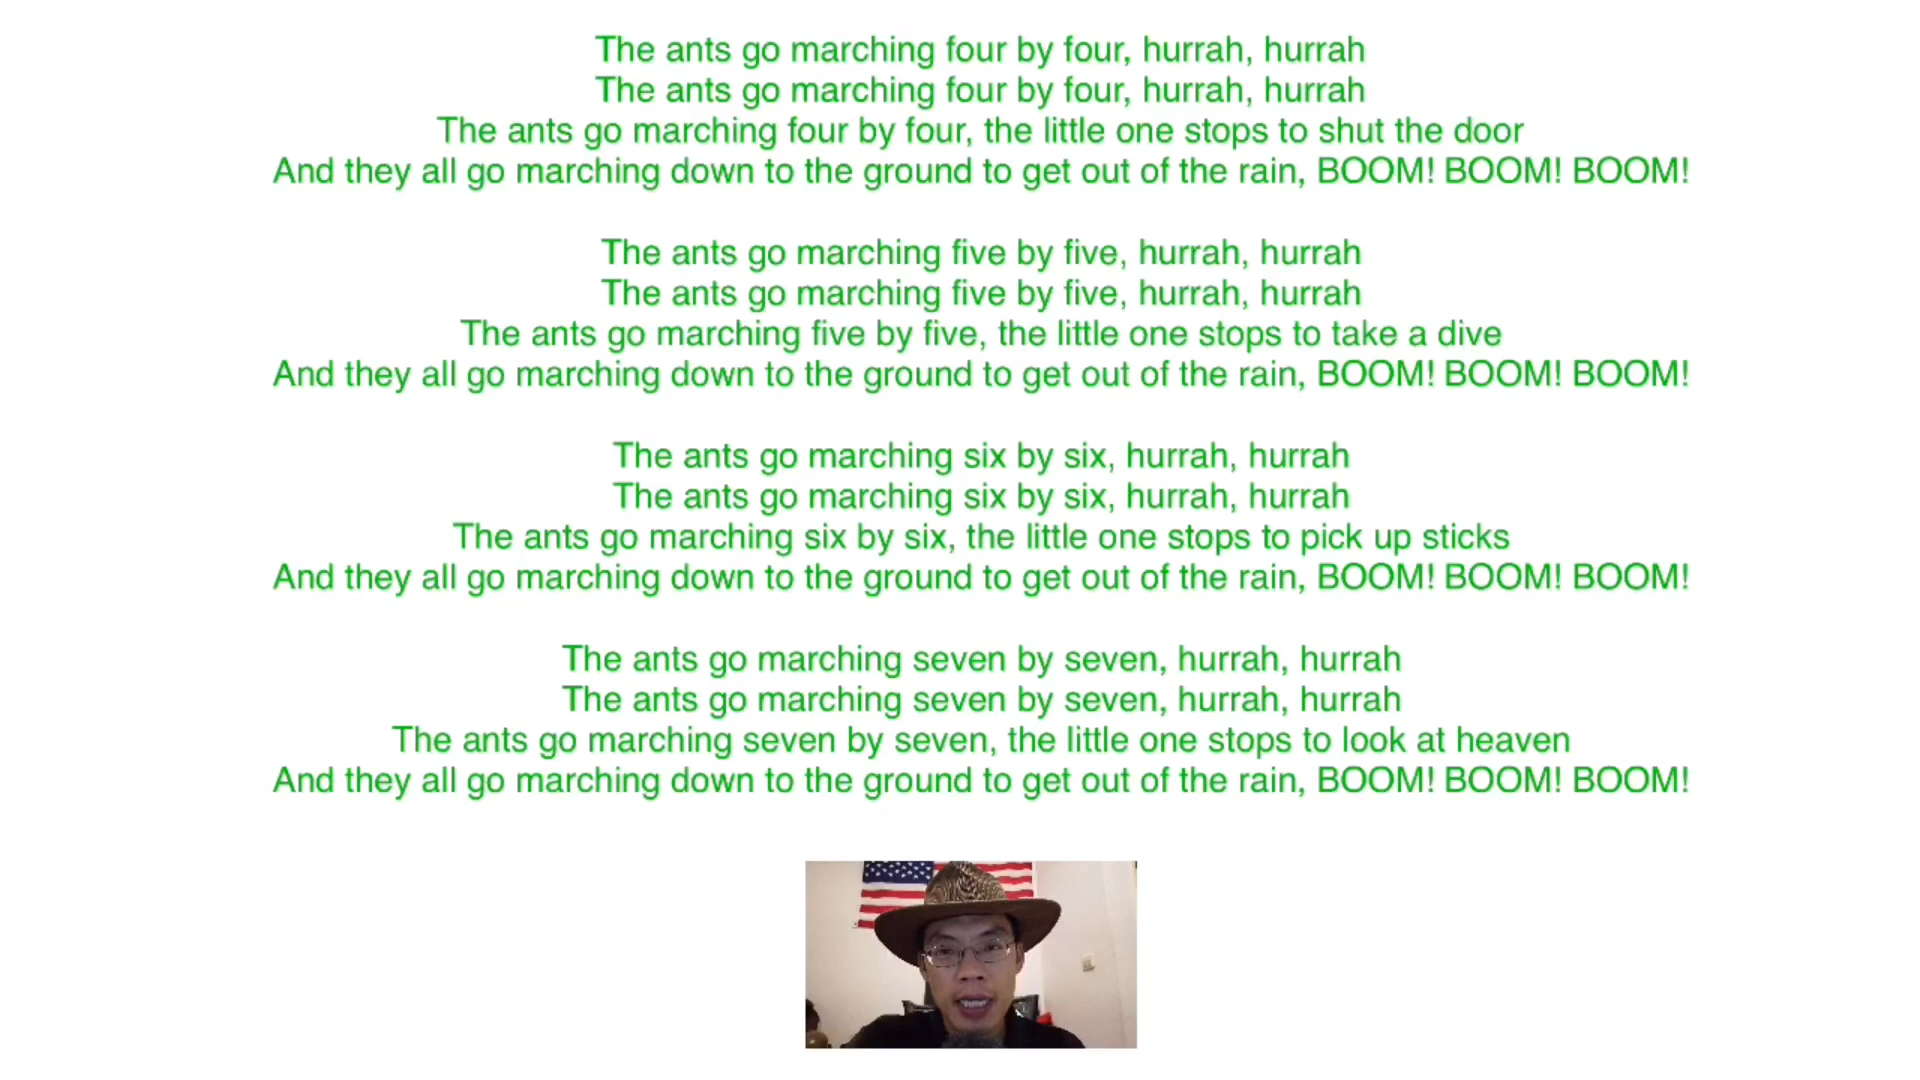 The ants go marching four by four, hurrah, hurrah
The ants go marching four by four, hurrah, hurrah
The ants go marching four by four, the little one stops to shut the door
And they all go marching down to the ground to get out of the rain, BOOM! BOOM! BOOM!
The ants go marching five by five, hurrah, hurrah
The ants go marching five by five, hurrah, hurrah
The ants go marching five by five, the little one stops to take a dive
And they all go marching down to the ground to get out of the rain, BOOM! BOOM! BOOM!
The ants go marching six by six, hurrah, hurrah
The ants go marching six by six, hurrah, hurrah
The ants go marching six by six, the little one stops to pick up sticks
And they all go marching down to the ground to get out of the rain, BOOM! BOOM! BOOM!
The ants go marching seven by seven, hurrah, hurrah
The ants go marching seven by seven, hurrah, hurrah
The ants go marching seven by seven, the little one stops to look at heaven
And they all go marching down to the ground to get out of the rain, BOOM! BOOM! BOOM!